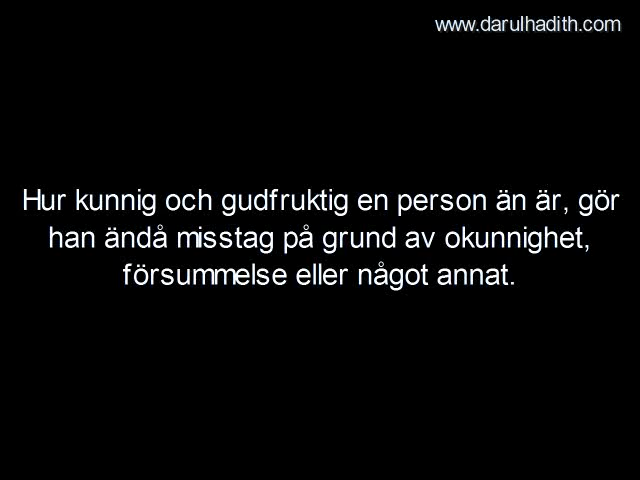 www.darulhadith.com
Hur kunnig och gudfruktig en person än är, gör
han ändå misstag på grund av okunnighet,
försummelse eller något annat.